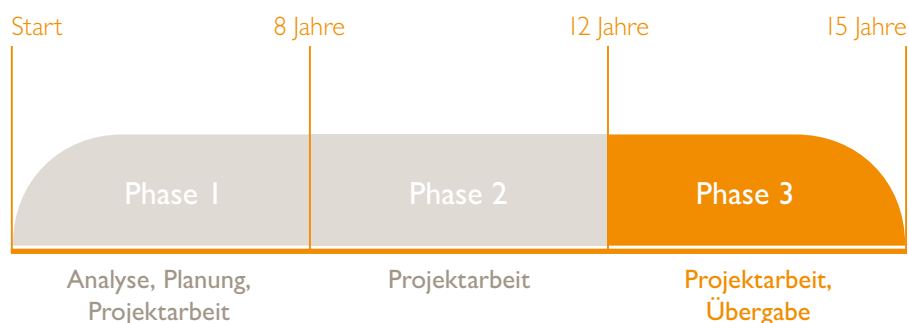 Start
8 Jahre
12 Jahre
15 Jahre
Phase 1
Phase 2
Phase 3
Analyse, Planung,
Projektarbeit
Projektarbeit
Projektarbeit,
Übergabe